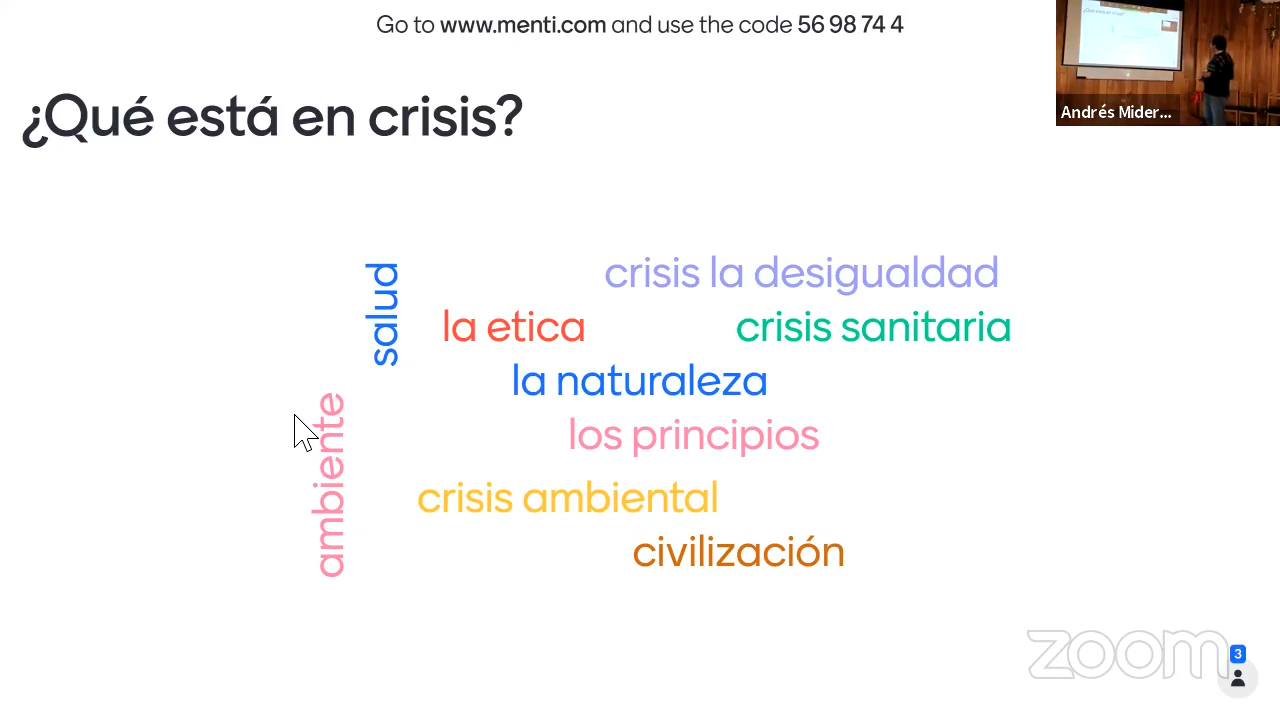 Go to www.menti.com and use the code 56 98 74 4
¿Qué está en crisis?
Andrés Mider...
salud
crisis la desigualdad
la etica
crisis sanitaria
la naturaleza
ambiente
los principios
crisis ambiental
civilización
zoom
3